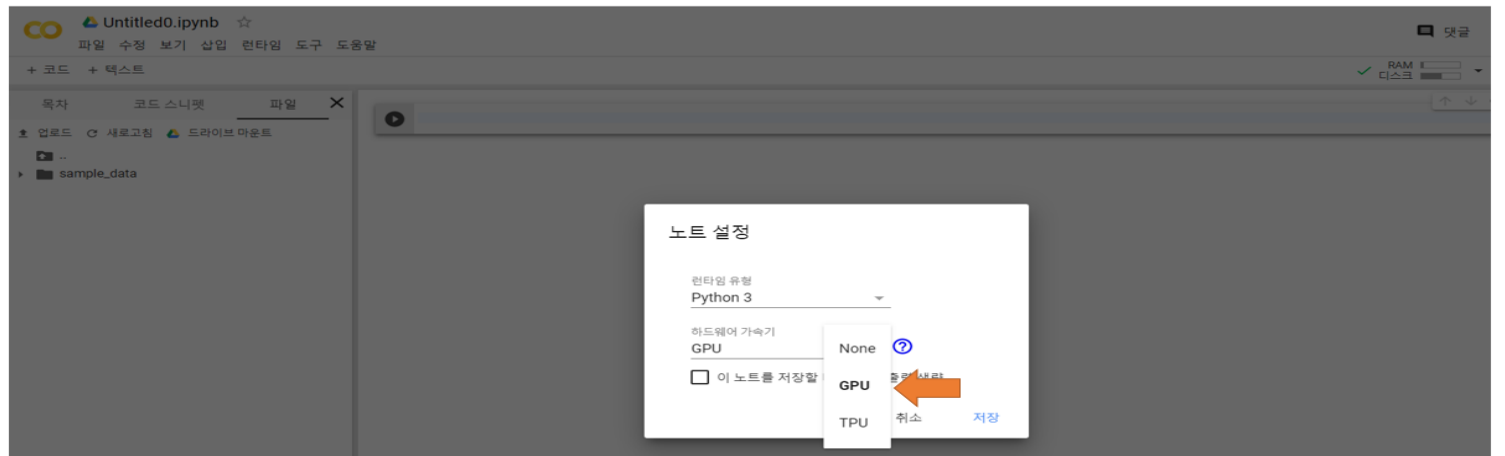 CO Untitled0.ipynb
파일 수정 보기 삽입 런타임 도구 도움말
댓글
+ 코드 + 텍스트
RAM
디스크
목차 코드 스니펫 파일 X
업로드 새로고침 드라이브 마운트
..
sample_data
노트 설정
런타임 유형
Python 3
하드웨어 가속기
GPU
None
GPU
TPU
이 노트를 저장할
취소 저장